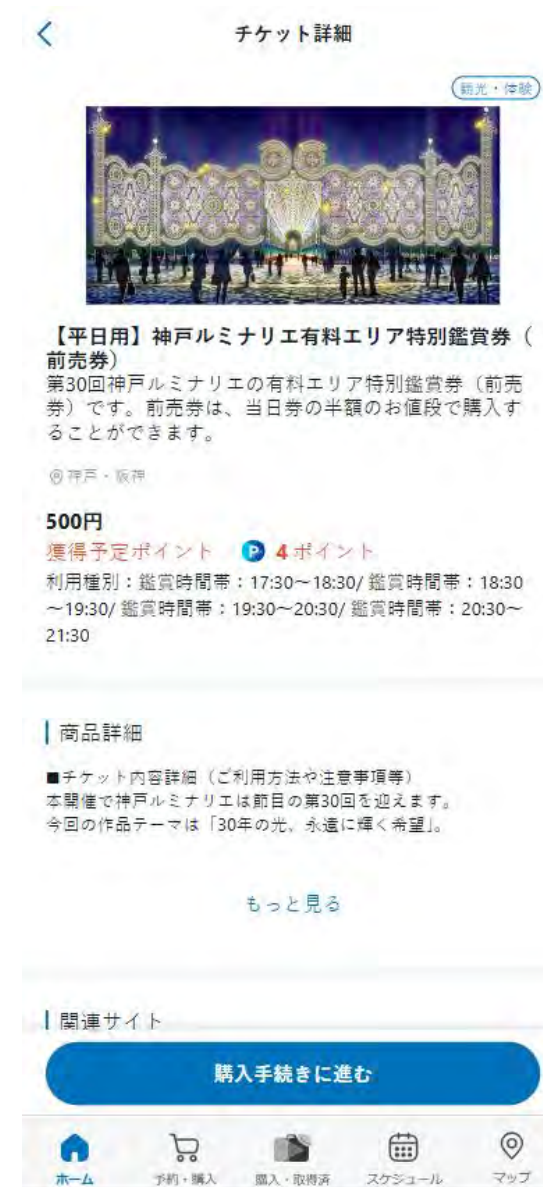 チケット詳細
観光・体験
【平日用】神戸ルミナリエ有料エリア特別鑑賞券（
前売券）
第30回神戸ルミナリエの有料エリア特別鑑賞券（前売
券）です。前売券は、当日券の半額のお値段で購入す
ることができます。
神戸・阪神
500円
獲得予定ポイント P 4ポイント
利用種別：鑑賞時間帯：17:30～18:30/ 鑑賞時間帯：18:30
～19:30/ 鑑賞時間帯：19:30～20:30/ 鑑賞時間帯：20:30～
21:30
商品詳細
■チケット内容詳細（ご利用方法や注意事項等）
本開催で神戸ルミナリエは節目の第30回を迎えます。
今回の作品テーマは「30年の光、永遠に輝く希望」。
もっと見る
関連サイト
購入手続きに進む
ホーム 予約・購入 購入・取得済 スケジュール マップ